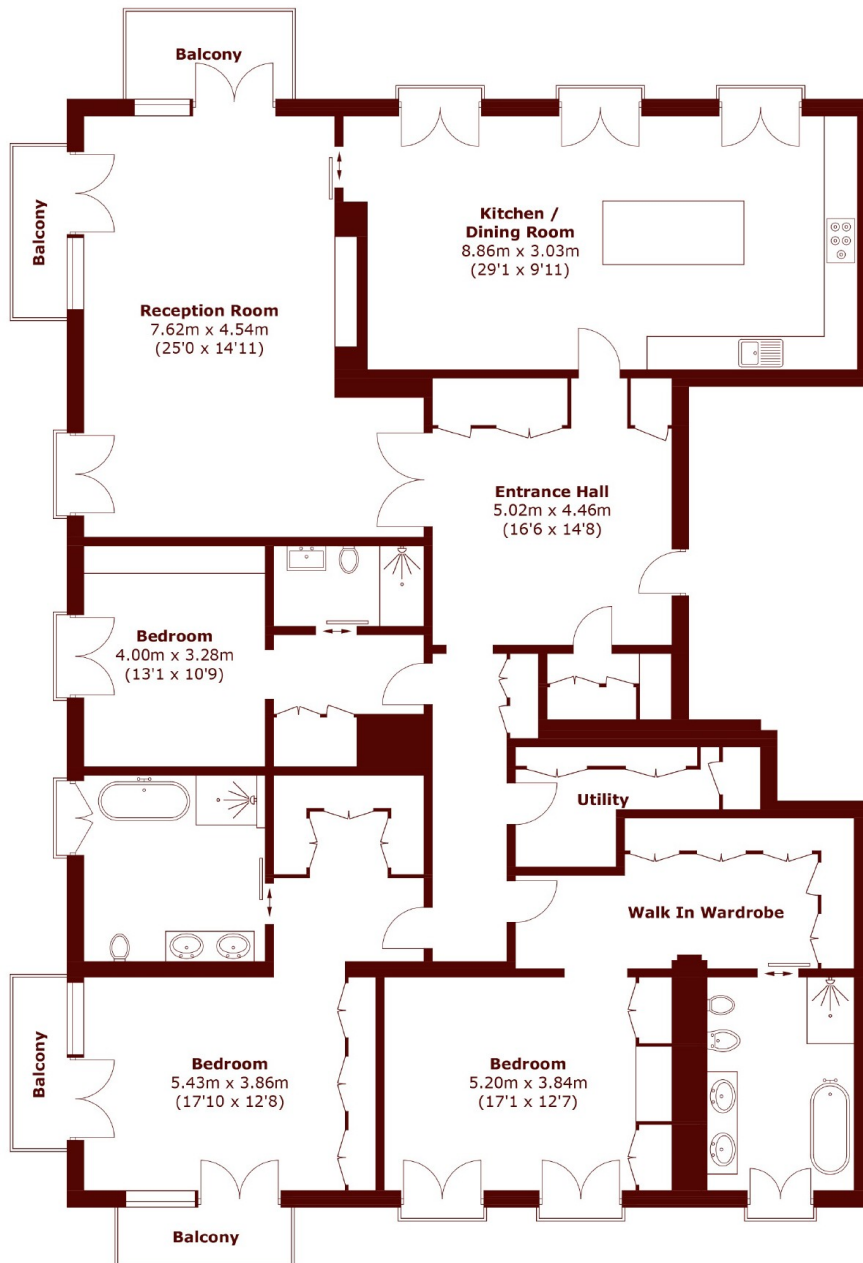 Balcony
Balcony
Kitchen /
Dining Room
8.86m x 3.03m
(29'1 x 9'11)
Reception Room
7.62m x 4.54m
(25'0 x 14'11)
Entrance Hall
5.02m x 4.46m
(16'6 x 14'8)
Bedroom
4.00m x 3.28m
(13'1 x 10'9)
Utility
Walk In Wardrobe
Balcony
Bedroom
5.43m x 3.86m
(17'10 x 12'8)
Bedroom
5.20m x 3.84m
(17'1 x 12'7)
Balcony